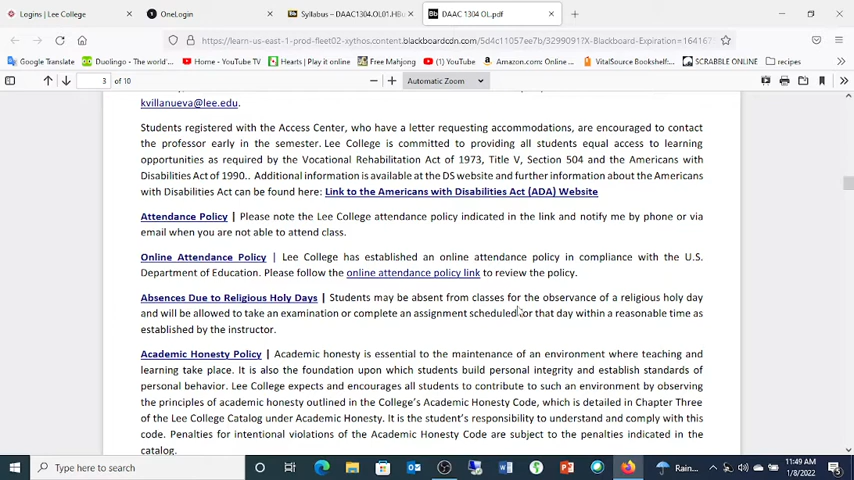 Logins | Lee College
OneLogin
Syllabus – DAAC1304.OL01.HBu
DAAC 1304 OL.pdf
https://learn-us-east-1-prod-fleet02-xythos.content.blackboardcdn.com/5d4c11057ee7b/3299091?X-Blackboard-Expiration=16416
Google Translate
Duolingo - The world...
Home - YouTube TV
Hearts | Play it online
Free Mahjong
(1) YouTube
Amazon.com: Online ...
VitalSource Bookshelf:...
SCRABBLE ONLINE
recipes
3 of 10
Automatic Zoom
kvillanueva@lee.edu.
Students registered with the Access Center, who have a letter requesting accommodations, are encouraged to contact
the professor early in the semester. Lee College is committed to providing all students equal access to learning
opportunities as required by the Vocational Rehabilitation Act of 1973, Title V, Section 504 and the Americans with
Disabilities Act of 1990.. Additional information is available at the DS website and further information about the Americans
with Disabilities Act can be found here: Link to the Americans with Disabilities Act (ADA) Website
Attendance Policy | Please note the Lee College attendance policy indicated in the link and notify me by phone or via
email when you are not able to attend class.
Online Attendance Policy | Lee College has established an online attendance policy in compliance with the U.S.
Department of Education. Please follow the online attendance policy link to review the policy.
Absences Due to Religious Holy Days | Students may be absent from classes for the observance of a religious holy day
and will be allowed to take an examination or complete an assignment scheduled for that day within a reasonable time as
established by the instructor.
Academic Honesty Policy | Academic honesty is essential to the maintenance of an environment where teaching and
learning take place. It is also the foundation upon which students build personal integrity and establish standards of
personal behavior. Lee College expects and encourages all students to contribute to such an environment by observing
the principles of academic honesty outlined in the College's Academic Honesty Code, which is detailed in Chapter Three
of the Lee College Catalog under Academic Honesty. It is the student's responsibility to understand and comply with this
code. Penalties for intentional violations of the Academic Honesty Code are subject to the penalties indicated in the
catalog.
Type here to search
Rain...
11:49 AM
1/8/2022
5